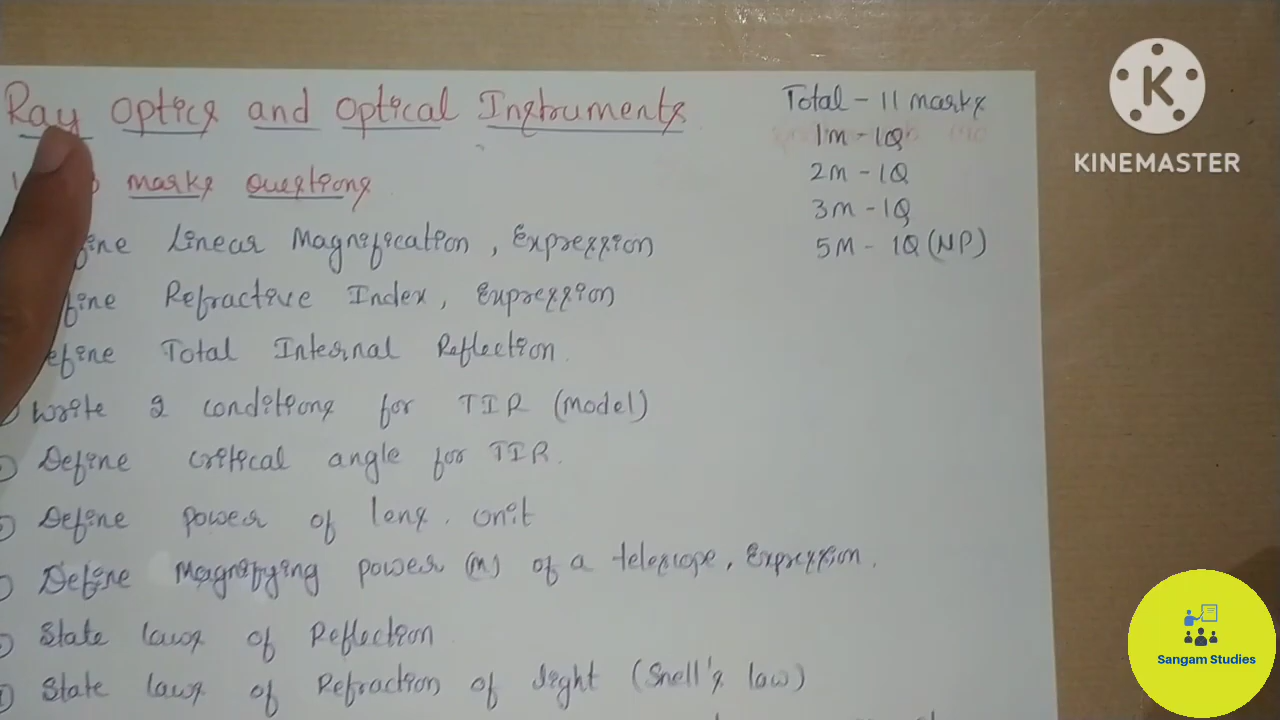 Ray Optics and Optical Instruments
Total - 11 marks
1M - 1Q
2M - 1Q
3M - 1Q
5M - 1Q (NP)
marks Questions
Linear Magnification, Expression
Refractive Index, Expression
Total Internal Reflection.
Write 2 conditions for TIR (model)
Define critical angle for TIR.
Define power of lens. Unit
Define Magnifying power (m) of a telescope, Expression.
State laws of Reflection
State laws of Refraction of light (Snell's law)
KINEMASTER
Sangam Studies